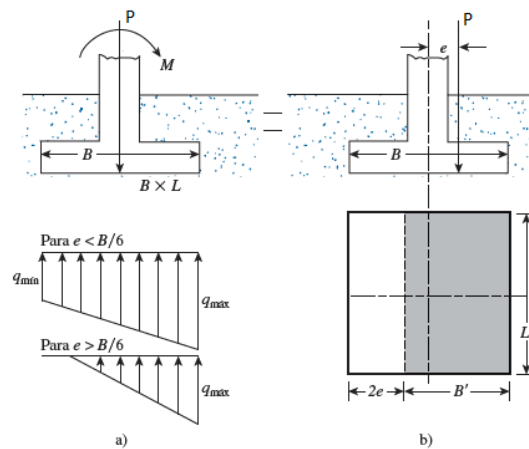 P
M
B
B × L
P
e
B
=
Para e < B/6
qmín
qmáx
Para e > B/6
qmáx
L
2e
B'
a)
b)